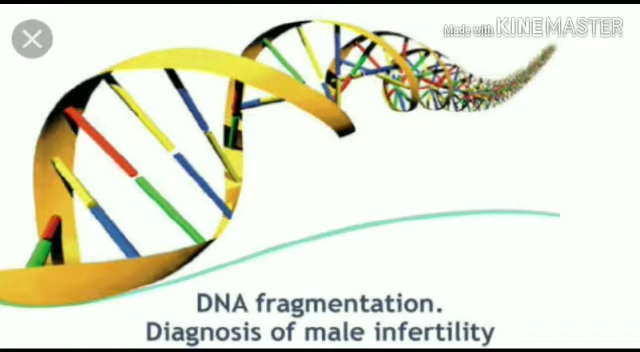 Made with KINEMASTER
DNA fragmentation.
Diagnosis of male infertility